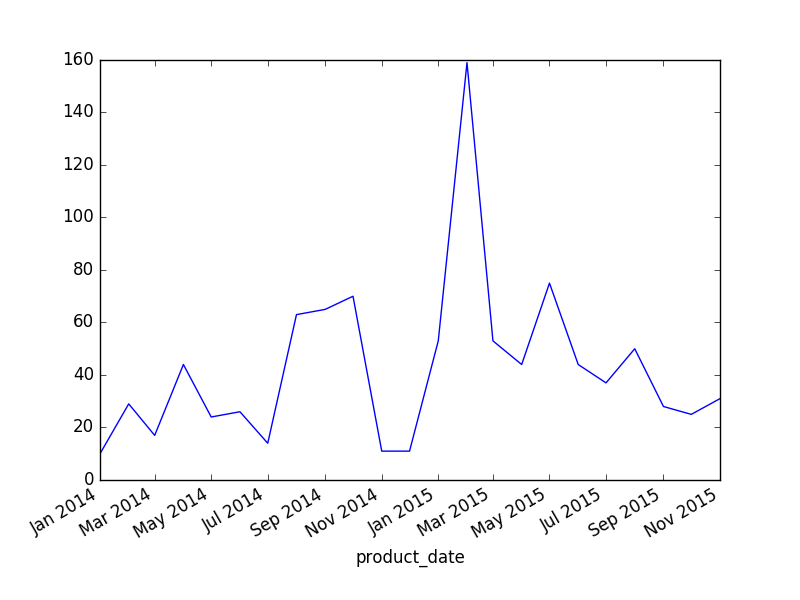 160
140
120
100
80
60
40
20
0
Jan 2014
Mar 2014
May 2014
Jul 2014
Sep 2014
Nov 2014
Jan 2015
Mar 2015
May 2015
Jul 2015
Sep 2015
Nov 2015
product_date